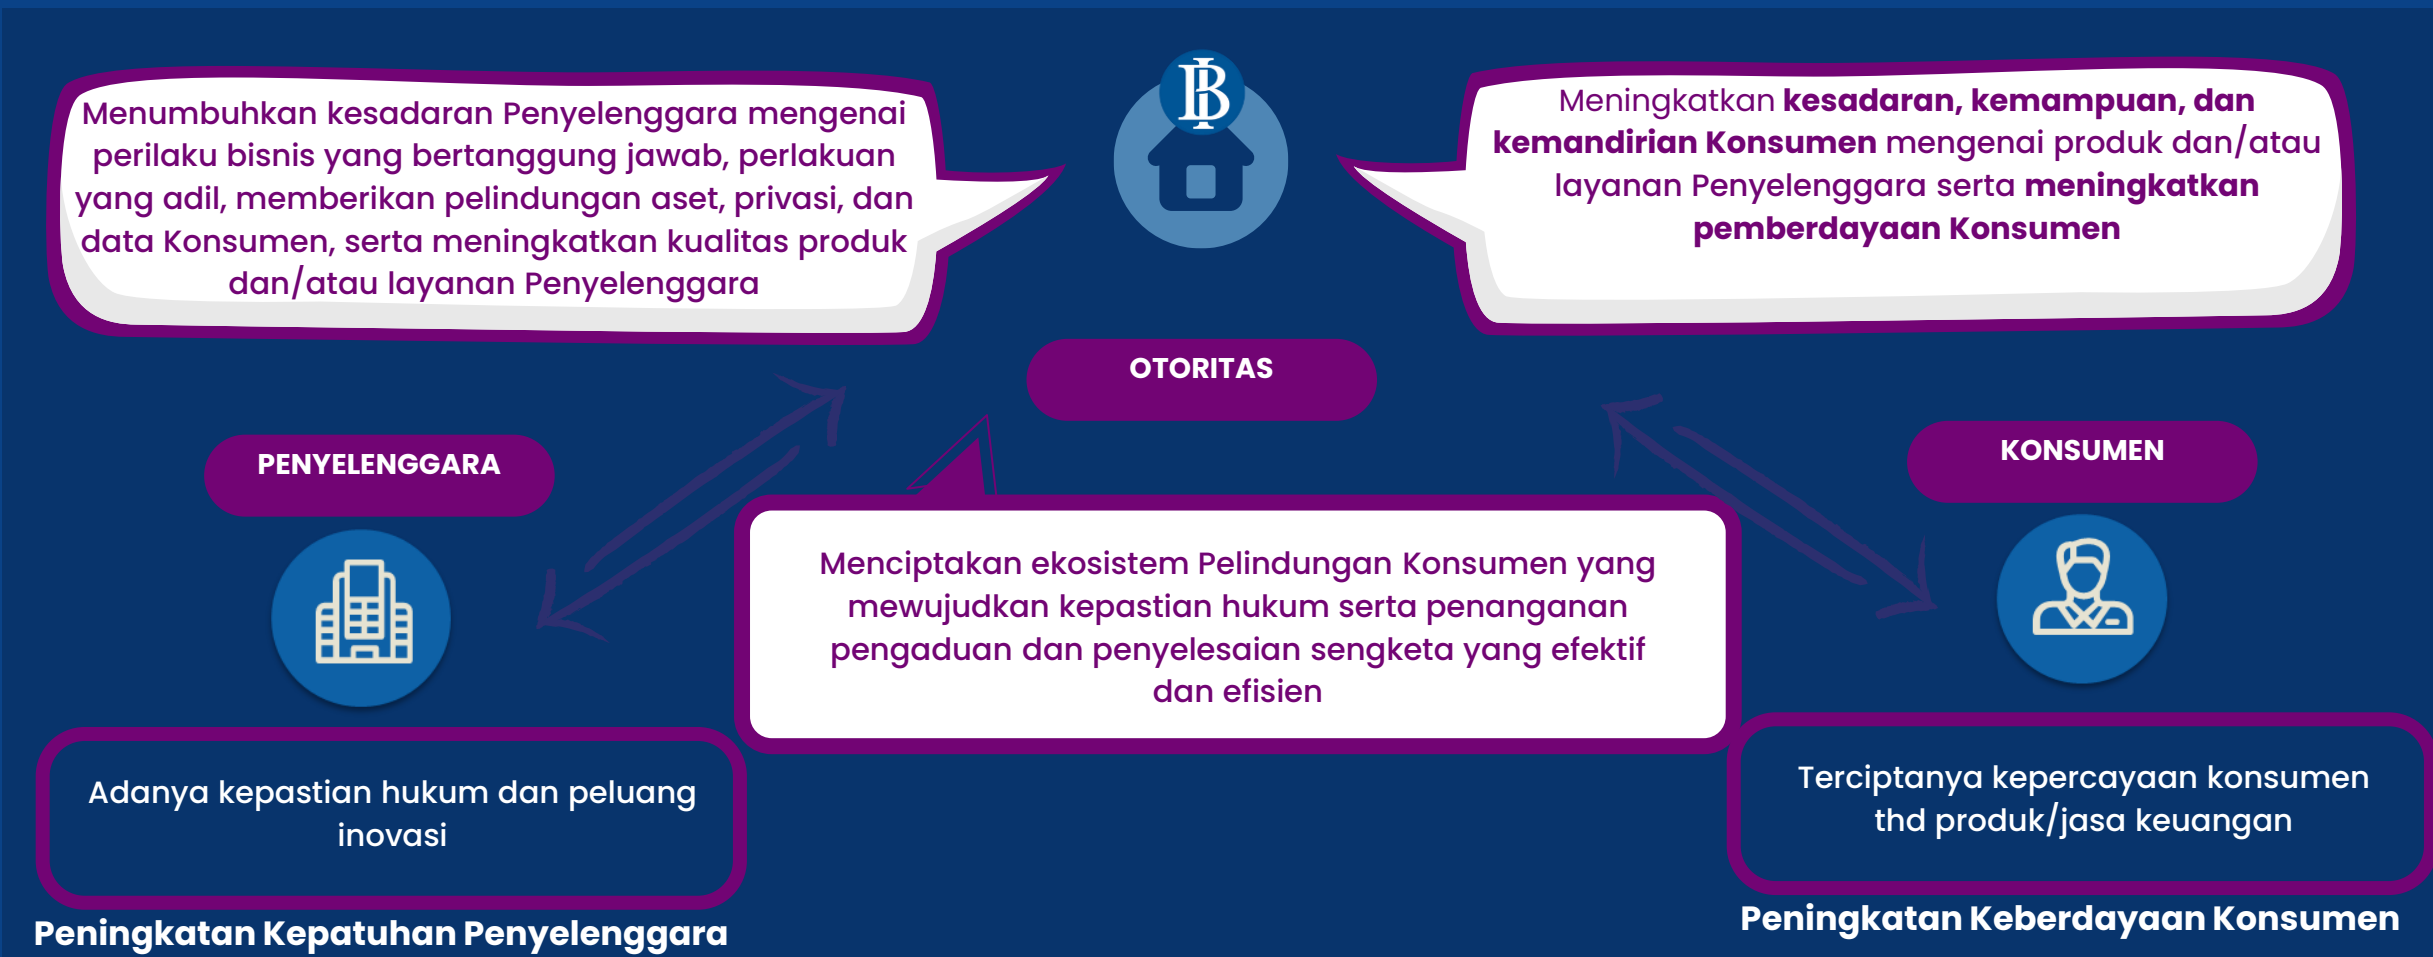 Menumbuhkan kesadaran Penyelenggara mengenai
perilaku bisnis yang bertanggung jawab, perlakuan
yang adil, memberikan pelindungan aset, privasi, dan
data Konsumen, serta meningkatkan kualitas produk
dan/atau layanan Penyelenggara
Meningkatkan kesadaran, kemampuan, dan
kemandirian Konsumen mengenai produk dan/atau
layanan Penyelenggara serta meningkatkan
pemberdayaan Konsumen
OTORITAS
PENYELENGGARA
KONSUMEN
Menciptakan ekosistem Pelindungan Konsumen yang
mewujudkan kepastian hukum serta penanganan
pengaduan dan penyelesaian sengketa yang efektif
dan efisien
Adanya kepastian hukum dan peluang
inovasi
Terciptanya kepercayaan konsumen
thd produk/jasa keuangan
Peningkatan Kepatuhan Penyelenggara
Peningkatan Keberdayaan Konsumen